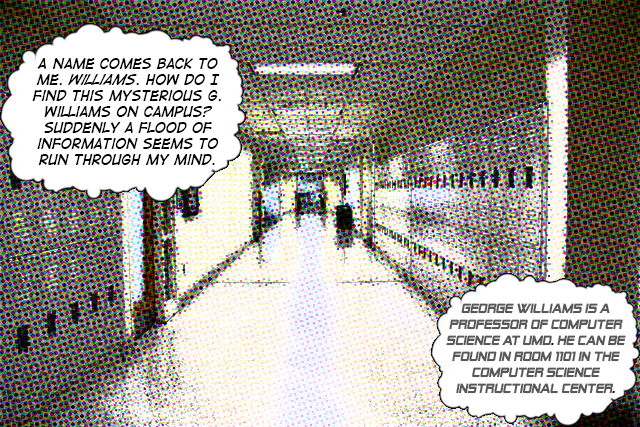 A NAME COMES BACK TO
ME. WILLIAMS. HOW DO I
FIND THIS MYSTERIOUS G.
WILLIAMS ON CAMPUS?
SUDDENLY A FLOOD OF
INFORMATION SEEMS TO
RUN THROUGH MY MIND.
GEORGE WILLIAMS IS A
PROFESSOR OF COMPUTER
SCIENCE AT UMD. HE CAN BE
FOUND IN ROOM 1101 IN THE
COMPUTER SCIENCE
INSTRUCTIONAL CENTER.